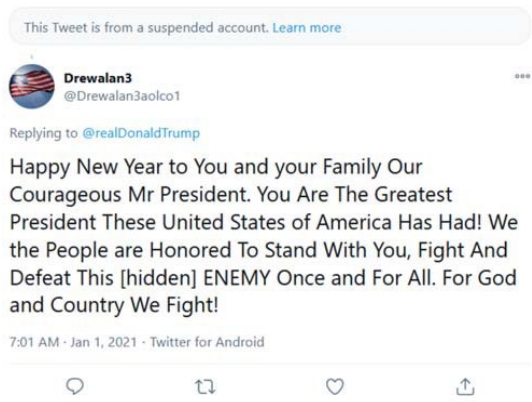 This Tweet is from a suspended account. Learn more
Drewalan3
@Drewalan3aolco1
Replying to @realDonaldTrump
Happy New Year to You and your Family Our
Courageous Mr President. You Are The Greatest
President These United States of America Has Had! We
the People are Honored To Stand With You, Fight And
Defeat This [hidden] ENEMY Once and For All. For God
and Country We Fight!
7:01 AM · Jan 1, 2021 · Twitter for Android